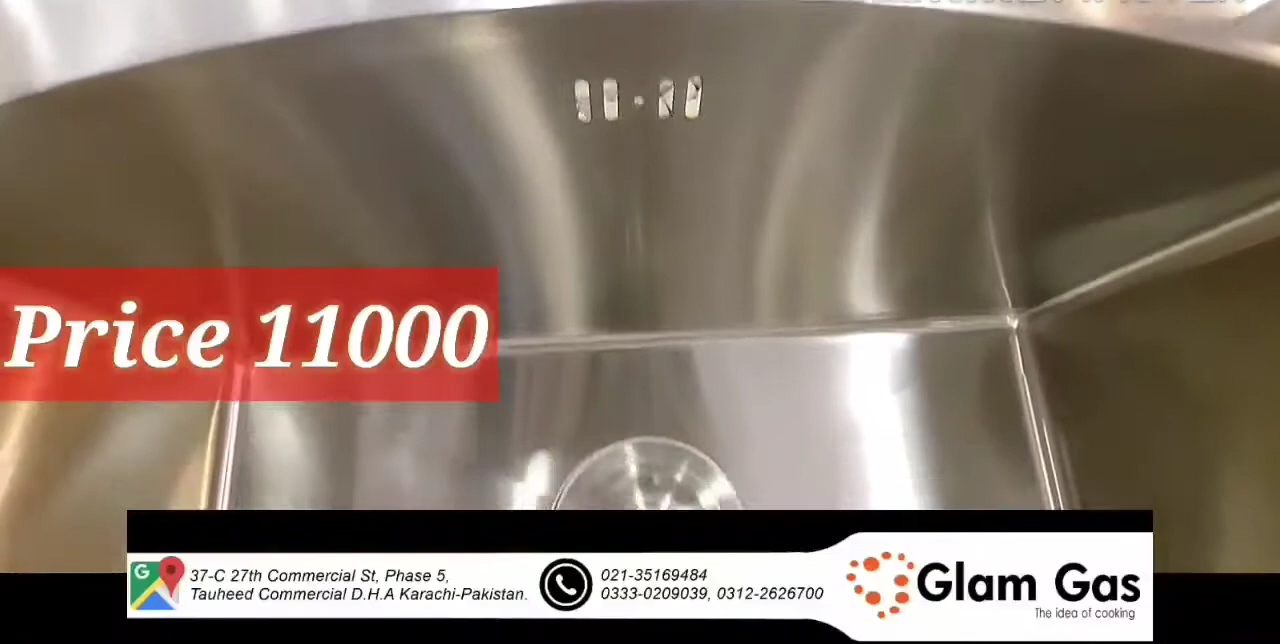 Price 11000
37-C 27th Commercial St, Phase 5,
Tauheed Commercial D.H.A Karachi-Pakistan.
021-35169484
0333-0209039, 0312-2626700
Glam Gas
The idea of cooking